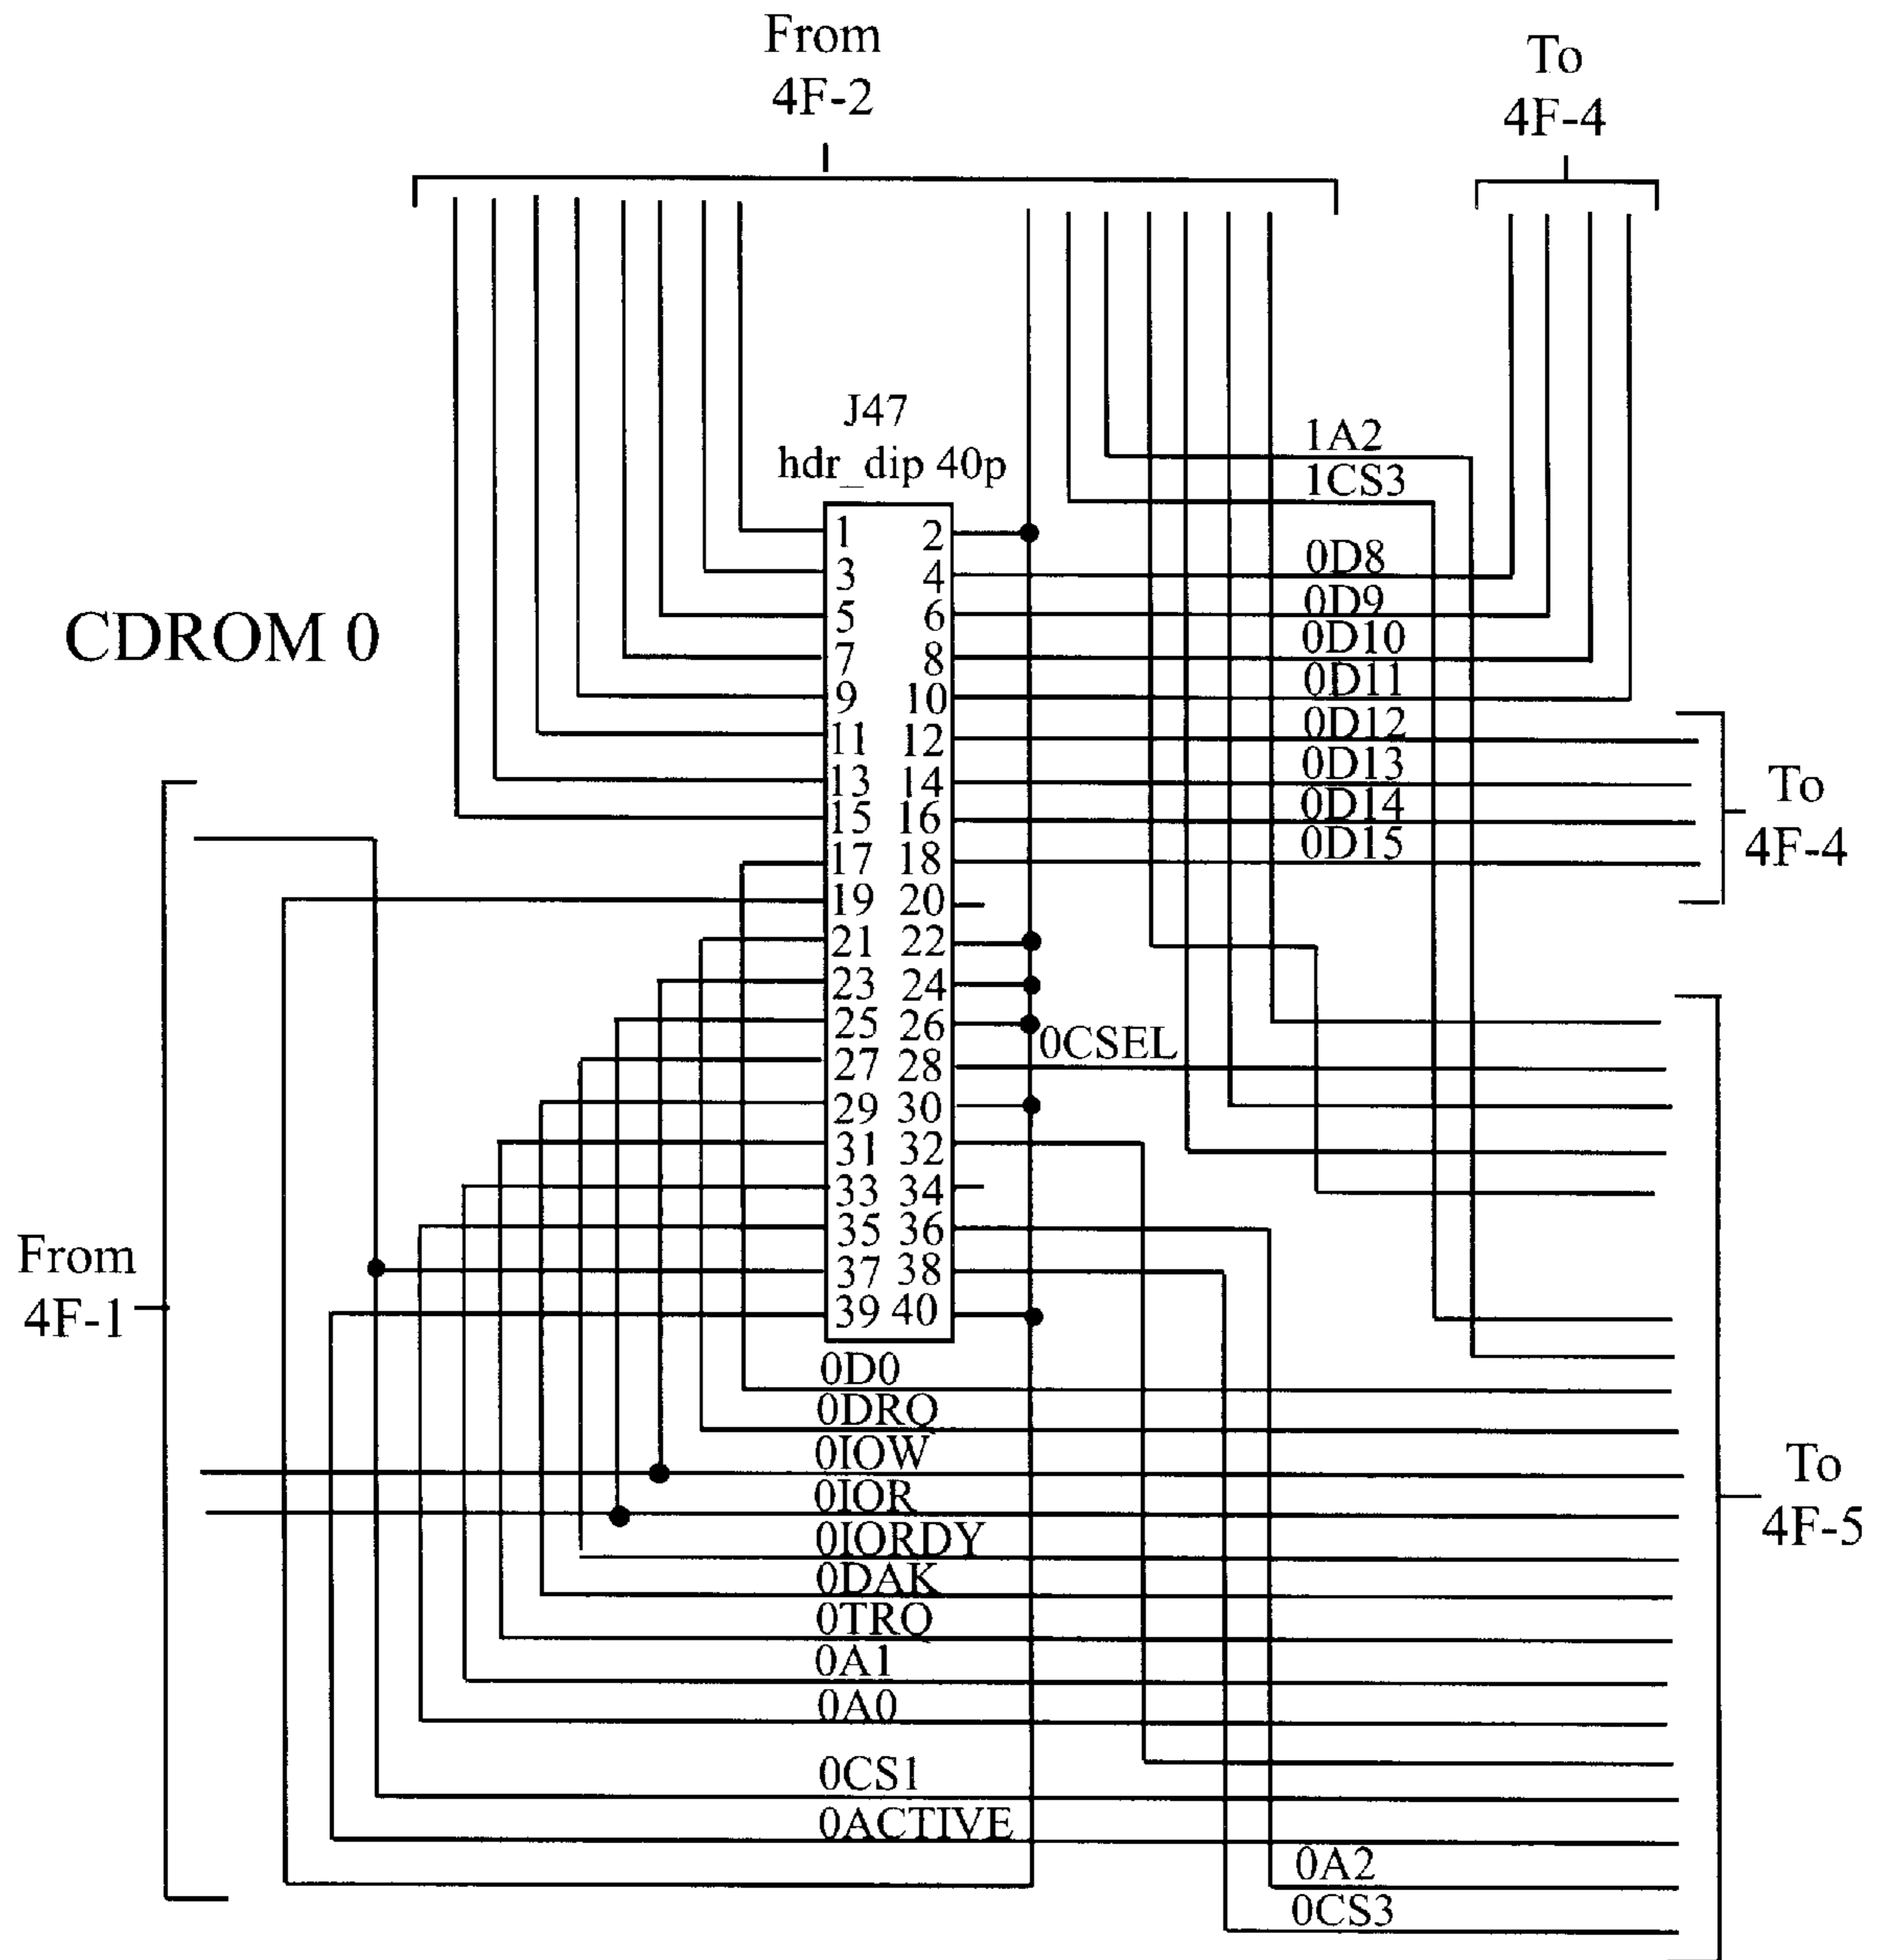 From
4F-2
To
4F-4
J47
hdr_dip 40p
1A2
1CS3
CDROM 0
1 2
3 4
5 6
7 8
9 10
11 12
13 14
15 16
17 18
19 20
21 22
23 24
25 26
27 28
29 30
31 32
33 34
35 36
37 38
39 40
0D8
0D9
0D10
0D11
0D12
0D13
0D14
0D15
To
4F-4
0CSEL
From
4F-1
0D0
0DRQ
0IOW
0IOR
0IORDY
0DAK
0TRQ
0A1
0A0
0CS1
0ACTIVE
0A2
0CS3
To
4F-5